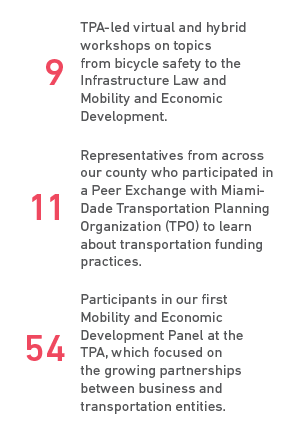 9
TPA-led virtual and hybrid
workshops on topics
from bicycle safety to the
Infrastructure Law and
Mobility and Economic
Development.
11
Representatives from across
our county who participated in
a Peer Exchange with Miami-
Dade Transportation Planning
Organization (TPO) to learn
about transportation funding
practices.
54
Participants in our first
Mobility and Economic
Development Panel at the
TPA, which focused on
the growing partnerships
between business and
transportation entities.